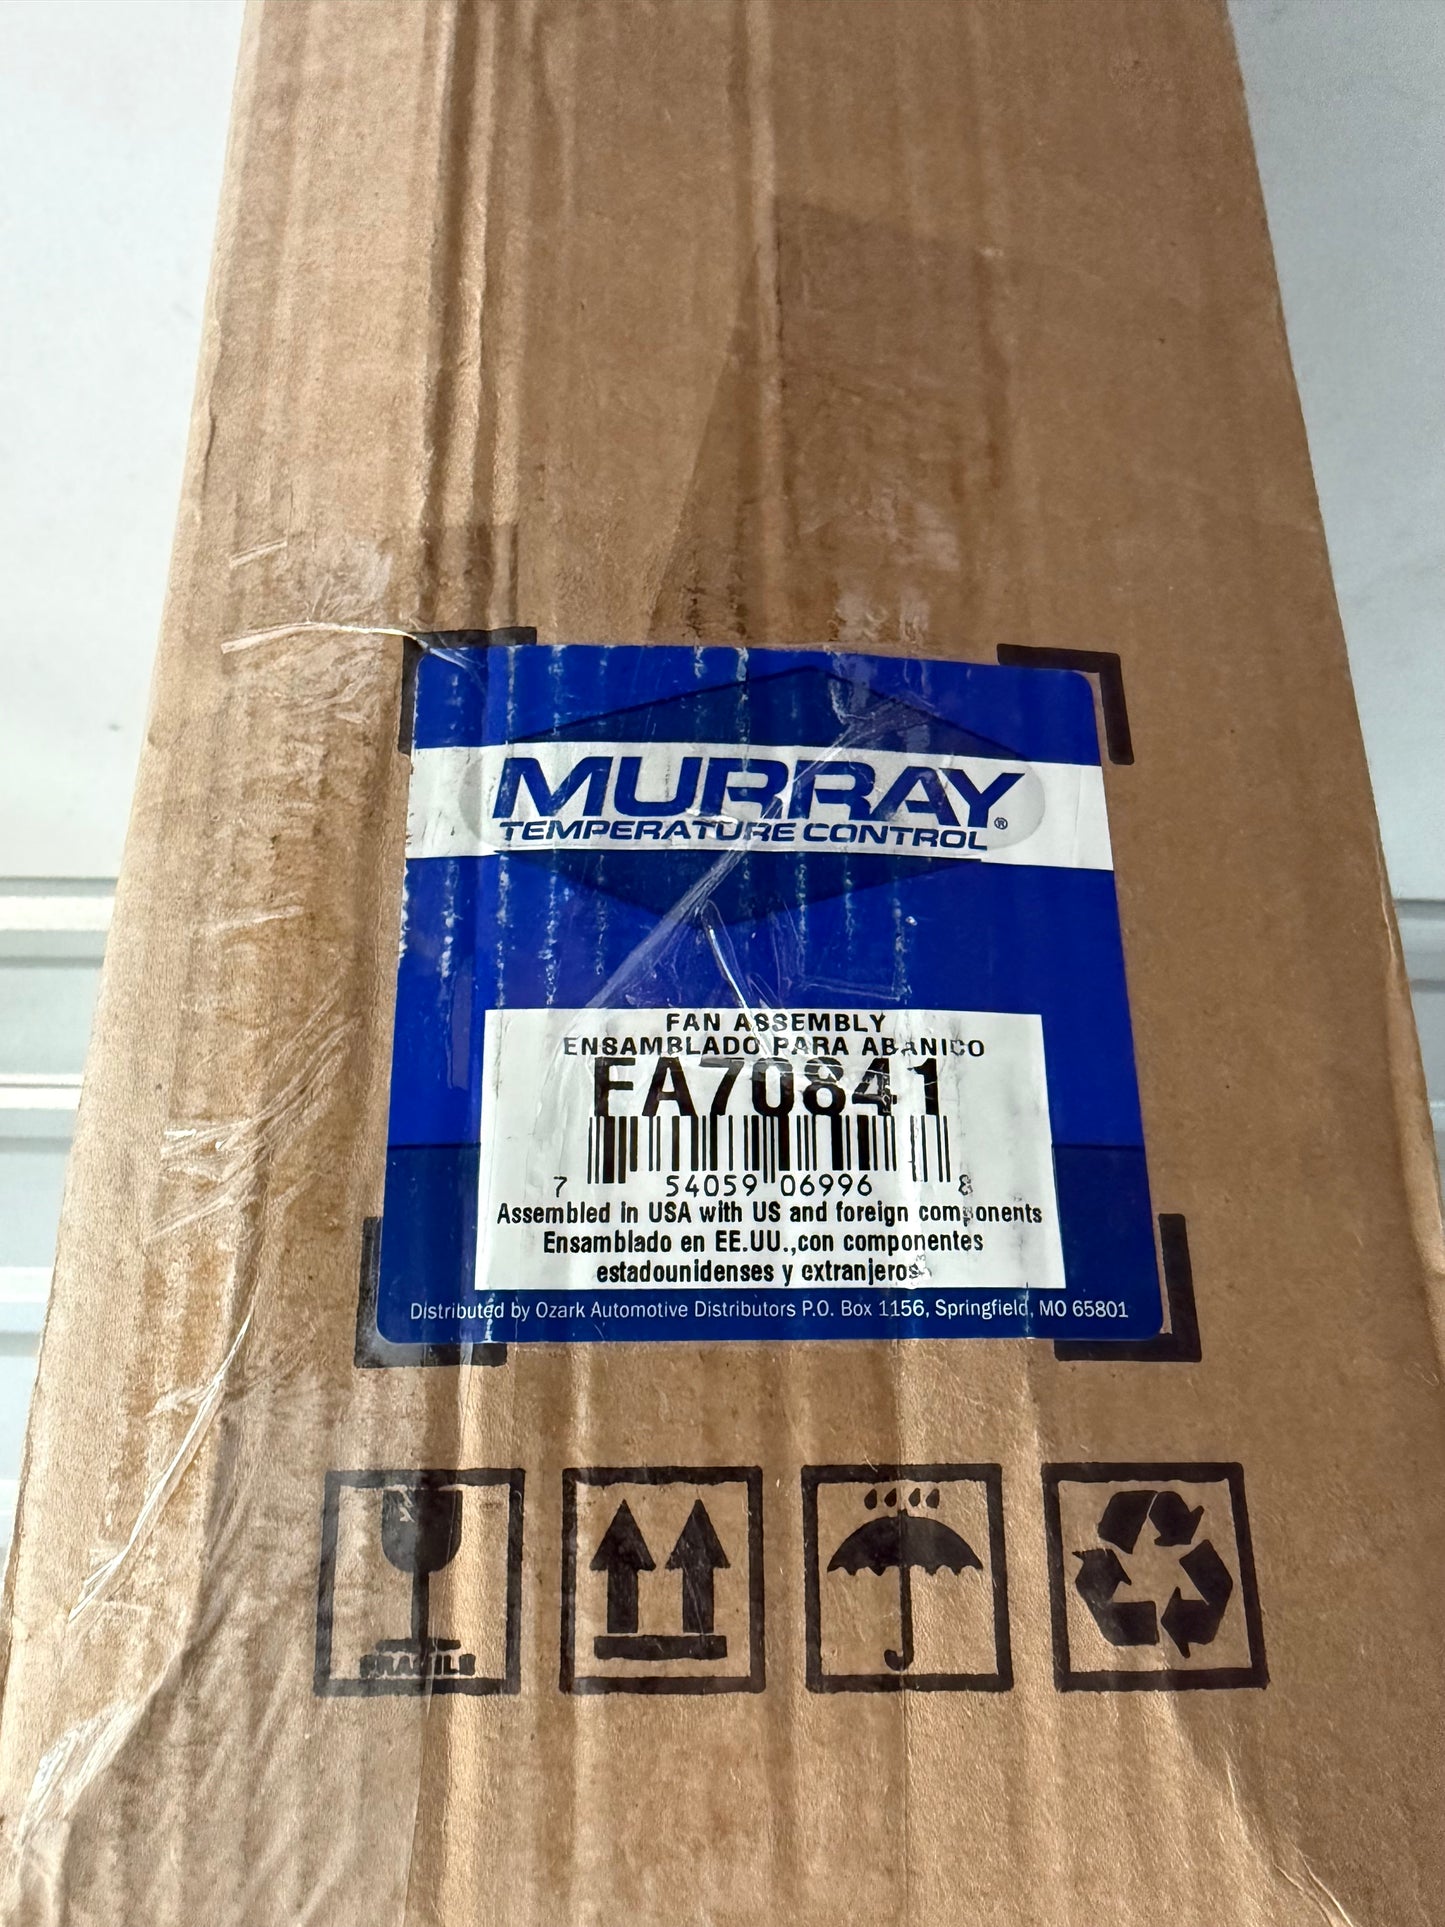 MURRAY®
TEMPERATURE CONTROL
FAN ASSEMBLY
ENSAMBLADO PARA ABANICO
FA70841
7 54059 06996 8
Assembled in USA with US and foreign components
Ensamblado en EE.UU.,con componentes
estadounidenses y extranjeros
Distributed by Ozark Automotive Distributors P.O. Box 1156, Springfield, MO 65801
FRAGILE